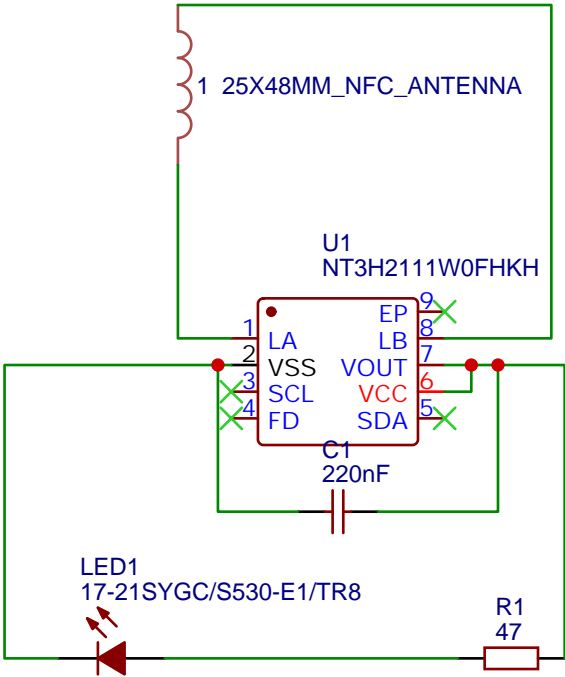 1 25X48MM_NFC_ANTENNA
U1
NT3H2111W0FHKH
EP 9
1 LA
LB 8
2 VSS
VOUT 7
3 SCL
VCC 6
4 FD
SDA 5
C1
220nF
LED1
17-21SYGC/S530-E1/TR8
R1
47